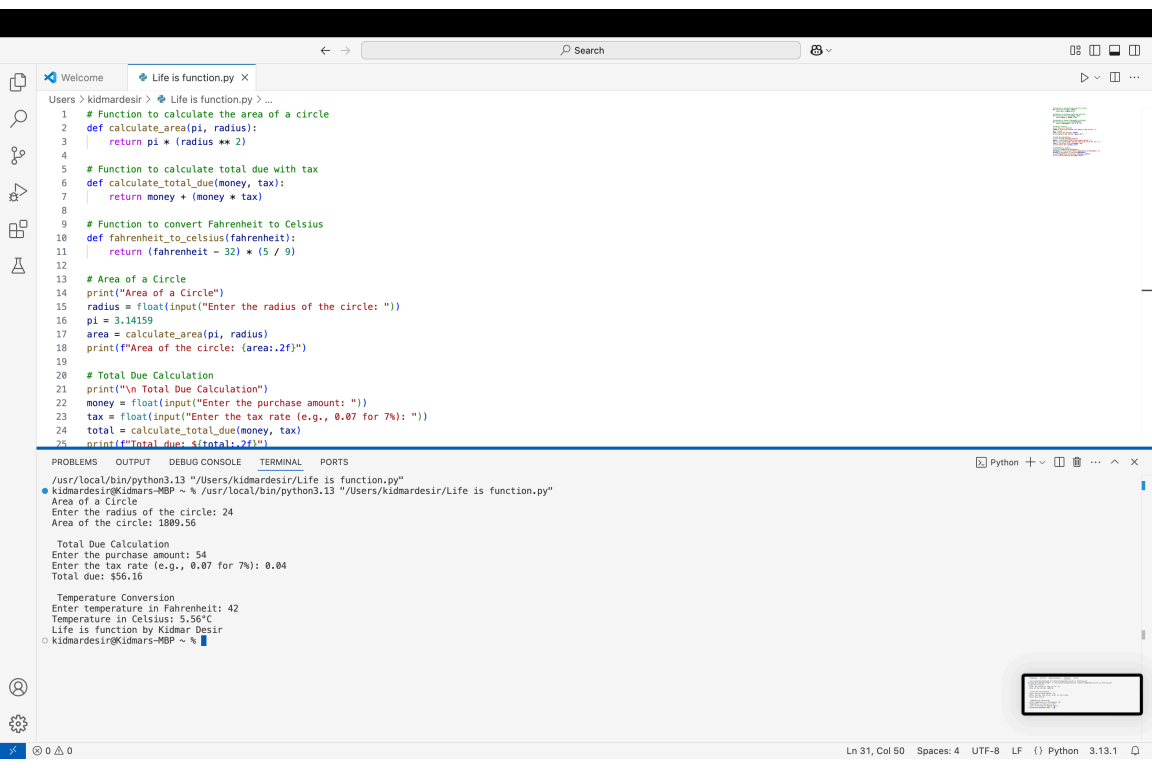 Search
Welcome
Life is function.py
Users > kidmardesir > Life is function.py > ...
1 # Function to calculate the area of a circle
2 def calculate_area(pi, radius):
3     return pi * (radius ** 2)
4
5 # Function to calculate total due with tax
6 def calculate_total_due(money, tax):
7     return money + (money * tax)
8
9 # Function to convert Fahrenheit to Celsius
10 def fahrenheit_to_celsius(fahrenheit):
11     return (fahrenheit - 32) * (5 / 9)
12
13 # Area of a Circle
14 print("Area of a Circle")
15 radius = float(input("Enter the radius of the circle: "))
16 pi = 3.14159
17 area = calculate_area(pi, radius)
18 print(f"Area of the circle: {area:.2f}")
19
20 # Total Due Calculation
21 print("\n Total Due Calculation")
22 money = float(input("Enter the purchase amount: "))
23 tax = float(input("Enter the tax rate (e.g., 0.07 for 7%): "))
24 total = calculate_total_due(money, tax)
25 print(f"Total due: ${total:.2f}")
PROBLEMS OUTPUT DEBUG CONSOLE TERMINAL PORTS Python
/usr/local/bin/python3.13 "/Users/kidmardesir/Life is function.py"
kidmardesir@Kidmars-MBP ~ % /usr/local/bin/python3.13 "/Users/kidmardesir/Life is function.py"
Area of a Circle
Enter the radius of the circle: 24
Area of the circle: 1809.56
Total Due Calculation
Enter the purchase amount: 54
Enter the tax rate (e.g., 0.07 for 7%): 0.04
Total due: $56.16
Temperature Conversion
Enter temperature in Fahrenheit: 42
Temperature in Celsius: 5.56°C
Life is function by Kidmar Desir
kidmardesir@Kidmars-MBP ~ %
0 0 Ln 31, Col 50 Spaces: 4 UTF-8 LF {} Python 3.13.1